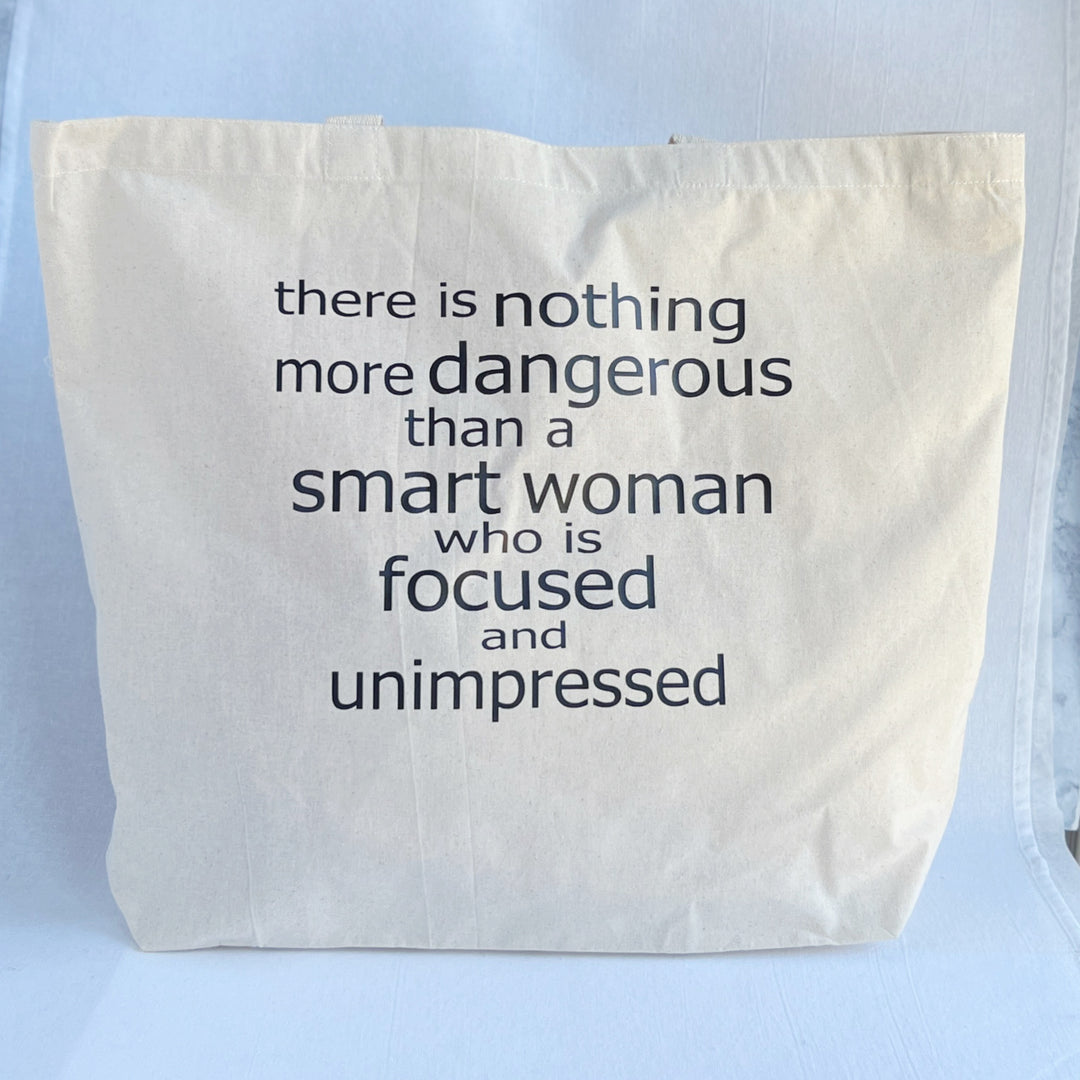 there is nothing
more dangerous
than a
smart woman
who is
focused
and
unimpressed